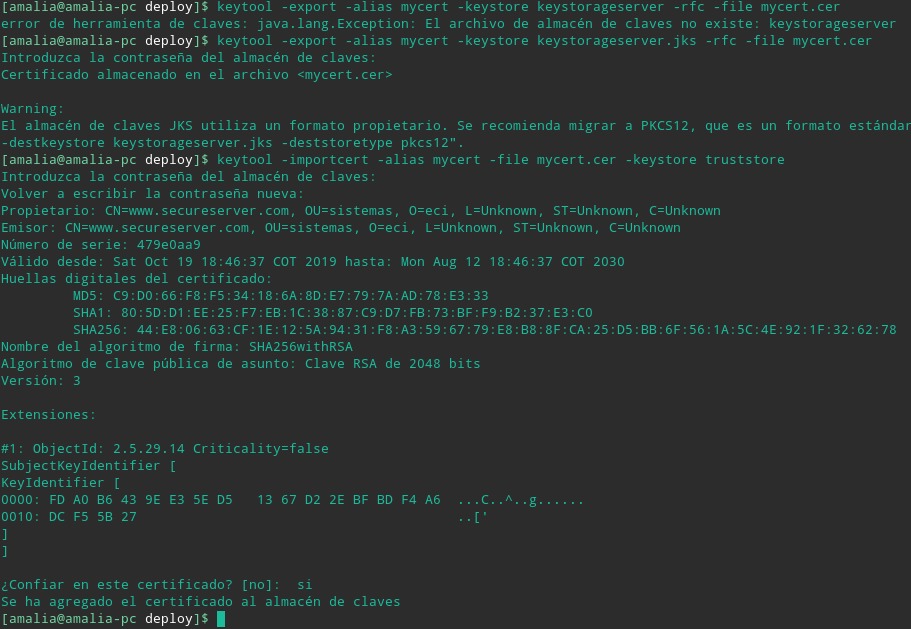 [amalia@amalia-pc deploy]$ keytool -export -alias mycert -keystore keystorageserver -rfc -file mycert.cer
error de herramienta de claves: java.lang.Exception: El archivo de almacén de claves no existe: keystorageserver
[amalia@amalia-pc deploy]$ keytool -export -alias mycert -keystore keystorageserver.jks -rfc -file mycert.cer
Introduzca la contraseña del almacén de claves:
Certificado almacenado en el archivo <mycert.cer>
Warning:
El almacén de claves JKS utiliza un formato propietario. Se recomienda migrar a PKCS12, que es un formato estándar
-destkeystore keystorageserver.jks -deststoretype pkcs12".
[amalia@amalia-pc deploy]$ keytool -importcert -alias mycert -file mycert.cer -keystore truststore
Introduzca la contraseña del almacén de claves:
Volver a escribir la contraseña nueva:
Propietario: CN=www.secureserver.com, OU=sistemas, O=eci, L=Unknown, ST=Unknown, C=Unknown
Emisor: CN=www.secureserver.com, OU=sistemas, O=eci, L=Unknown, ST=Unknown, C=Unknown
Número de serie: 479e0aa9
Válido desde: Sat Oct 19 18:46:37 COT 2019 hasta: Mon Aug 12 18:46:37 COT 2030
Huellas digitales del certificado:
MD5: C9:D0:66:F8:F5:34:18:6A:8D:E7:79:7A:AD:78:E3:33
SHA1: 80:5D:D1:EE:25:F7:EB:1C:38:87:C9:D7:FB:73:BF:F9:B2:37:E3:C0
SHA256: 44:E8:06:63:CF:1E:12:5A:94:31:F8:A3:59:67:79:E8:B8:8F:CA:25:D5:BB:6F:56:1A:5C:4E:92:1F:32:62:78
Nombre del algoritmo de firma: SHA256withRSA
Algoritmo de clave pública de asunto: Clave RSA de 2048 bits
Versión: 3
Extensiones:
#1: ObjectId: 2.5.29.14 Criticality=false
SubjectKeyIdentifier [
KeyIdentifier [
0000: FD A0 B6 43 9E E3 5E D5   13 67 D2 2E BF BD F4 A6  ...C..^..g......
0010: DC F5 5B 27                                        ..['
]
]
¿Confiar en este certificado? [no]:  si
Se ha agregado el certificado al almacén de claves
[amalia@amalia-pc deploy]$